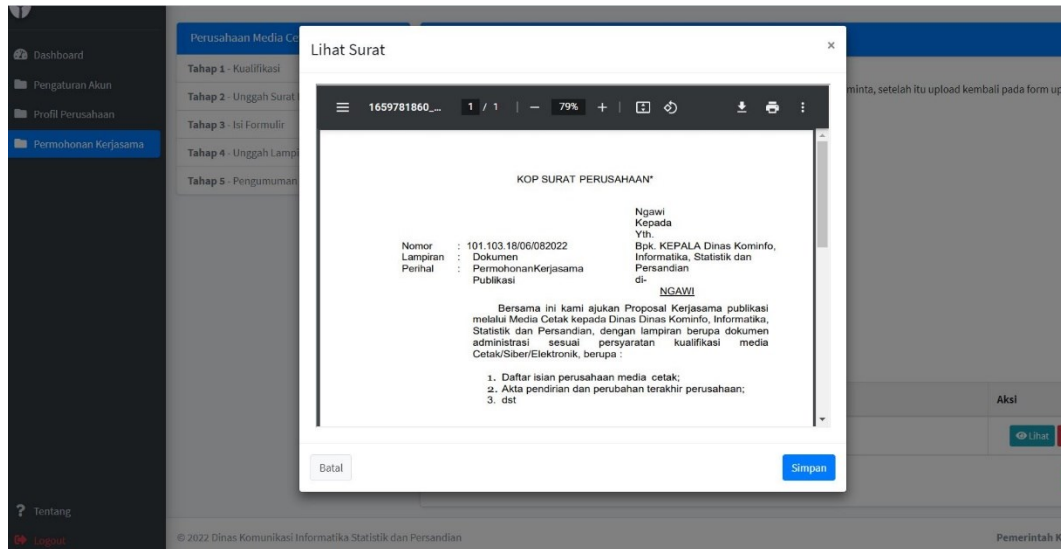 Dashboard
Pengaturan Akun
Profil Perusahaan
Permohonan Kerjasama
Tentang
Logout
Perusahaan Media Ce
Tahap 1 - Kualifikasi
Tahap 2 - Unggah Surat
Tahap 3 - Isi Formulir
Tahap 4 - Unggah Lampi
Tahap 5 - Pengumuman
minta, setelah itu upload kembali pada form up
Lihat Surat
×
1659781860_... 1 / 1 | − 79% + |
KOP SURAT PERUSAHAAN*
Ngawi
Kepada
Yth.
Nomor : 101.103.18/06/082022 Bpk. KEPALA Dinas Kominfo,
Lampiran : Dokumen Informatika, Statistik dan
Perihal : PermohonanKerjasama Persandian
Publikasi di-
NGAWI
Bersama ini kami ajukan Proposal Kerjasama publikasi
melalui Media Cetak kepada Dinas Dinas Kominfo, Informatika,
Statistik dan Persandian, dengan lampiran berupa dokumen
administrasi sesuai persyaratan kualifikasi media
Cetak/Siber/Elektronik, berupa :
1. Daftar isian perusahaan media cetak;
2. Akta pendirian dan perubahan terakhir perusahaan;
3. dst
Batal
Simpan
Aksi
Lihat
© 2022 Dinas Komunikasi Informatika Statistik dan Persandian
Pemerintah K